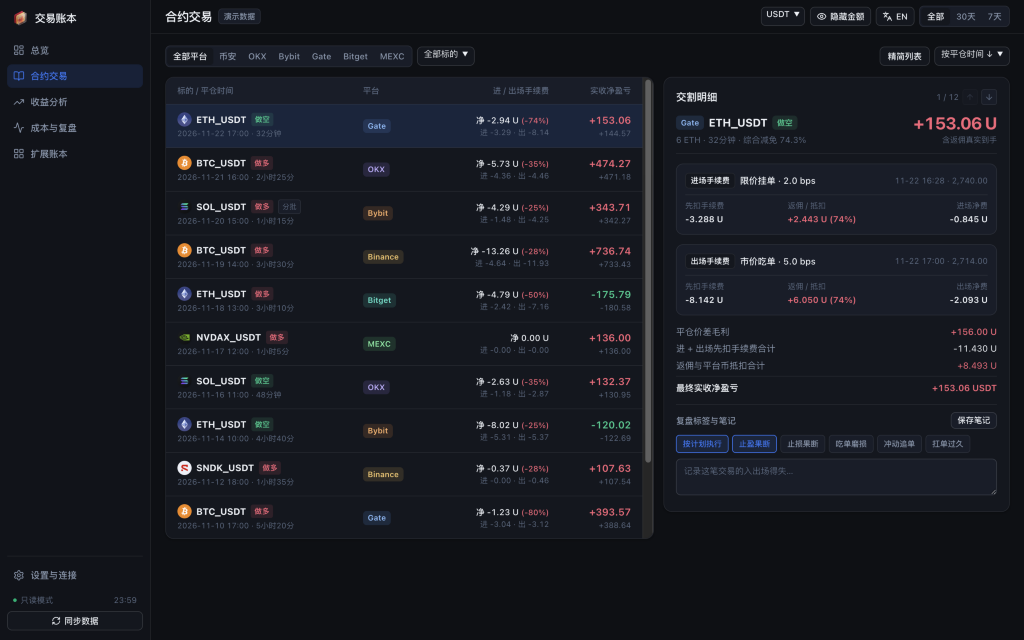 交易账本
总览
合约交易
收益分析
成本与复盘
扩展账本
设置与连接
只读模式 23:59
同步数据
合约交易 演示数据
USDT ▼ 隐藏金额 EN 全部 30天 7天
全部平台 币安 OKX Bybit Gate Bitget MEXC 全部标的 ▼
精简列表 按平仓时间 ↓ ▼
标的 / 平仓时间 平台 进 / 出场手续费 实收净盈亏
ETH_USDT 做空 Gate 净 -2.94 U (-74%) +153.06
2026-11-22 17:00 · 32分钟 进 -3.29 · 出 -8.14 +144.57
BTC_USDT 做多 OKX 净 -5.73 U (-35%) +474.27
2026-11-21 16:00 · 2小时25分 进 -4.36 · 出 -4.46 +471.18
SOL_USDT 做多 分批 Bybit 净 -4.29 U (-25%) +343.71
2026-11-20 15:00 · 1小时15分 进 -1.48 · 出 -4.25 +342.27
BTC_USDT 做多 Binance 净 -13.26 U (-28%) +736.74
2026-11-19 14:00 · 3小时30分 进 -4.64 · 出 -11.93 +733.43
ETH_USDT 做多 Bitget 净 -4.79 U (-50%) -175.79
2026-11-18 13:00 · 3小时10分 进 -2.42 · 出 -7.16 -180.58
NVDAX_USDT 做多 MEXC 净 0.00 U +136.00
2026-11-17 12:00 · 1小时5分 进 -0.00 · 出 -0.00 +136.00
SOL_USDT 做空 OKX 净 -2.63 U (-35%) +132.37
2026-11-16 11:00 · 48分钟 进 -1.18 · 出 -2.87 +130.95
ETH_USDT 做空 Bybit 净 -8.02 U (-25%) -120.02
2026-11-14 10:00 · 4小时40分 进 -5.31 · 出 -5.37 -122.69
SNDK_USDT 做多 Binance 净 -0.37 U (-28%) +107.63
2026-11-12 18:00 · 1小时35分 进 -0.00 · 出 -0.46 +107.54
BTC_USDT 做多 Gate 净 -1.23 U (-80%) +393.57
2026-11-10 17:00 · 5小时20分 进 -3.04 · 出 -3.12 +388.64
交割明细 1 / 12 ↑ ↓
Gate ETH_USDT 做空 +153.06 U
6 ETH · 32分钟 · 综合减免 74.3% 含返佣真实到手
进场手续费 限价挂单 · 2.0 bps 11-22 16:28 · 2,740.00
先扣手续费 返佣 / 抵扣 进场净费
-3.288 U +2.443 U (74%) -0.845 U
出场手续费 市价吃单 · 5.0 bps 11-22 17:00 · 2,714.00
先扣手续费 返佣 / 抵扣 出场净费
-8.142 U +6.050 U (74%) -2.093 U
平仓价差毛利 +156.00 U
进 + 出场先扣手续费合计 -11.430 U
返佣与平台币抵扣合计 +8.493 U
最终实收净盈亏 +153.06 USDT
复盘标签与笔记 保存笔记
按计划执行 止盈果断 止损果断 吃单磨损 冲动追单 扛单过久
记录这笔交易的入出场得失...